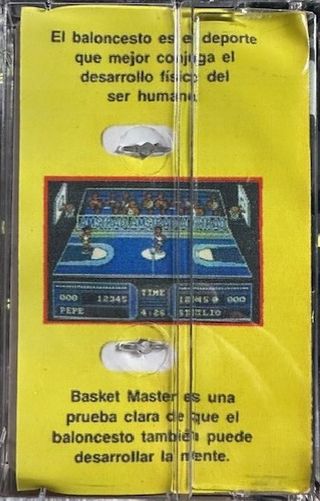 El baloncesto es el deporte
que mejor conjuga el
desarrollo físico del
ser humano.
000 12345 TIME 12345 000
PEPE 4:26 EMILIO
Basket Master es una
prueba clara de que el
baloncesto también puede
desarrollar la mente.